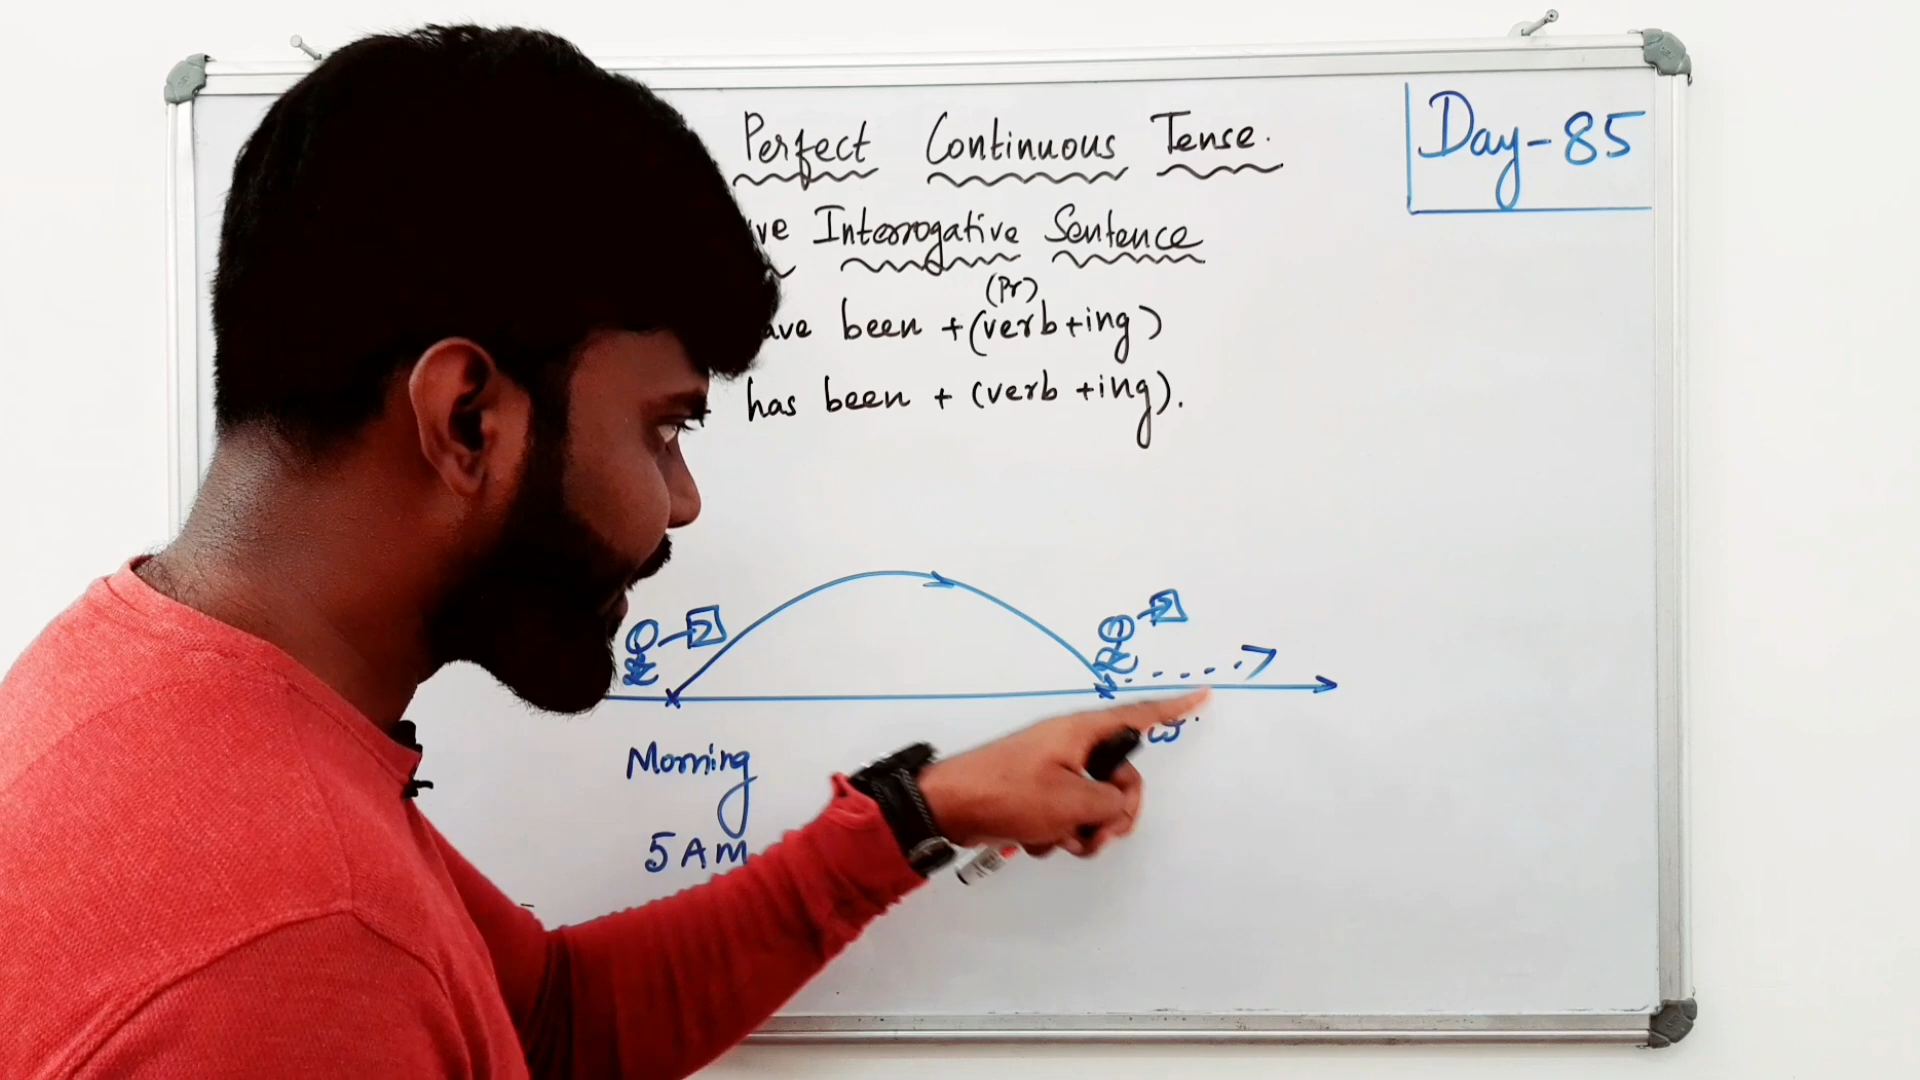 Perfect Continuous Tense.
Day-85
ve Interrogative Sentence
(Pr)
ave been + (verb+ing)
has been + (verb +ing).
Morning
5 AM